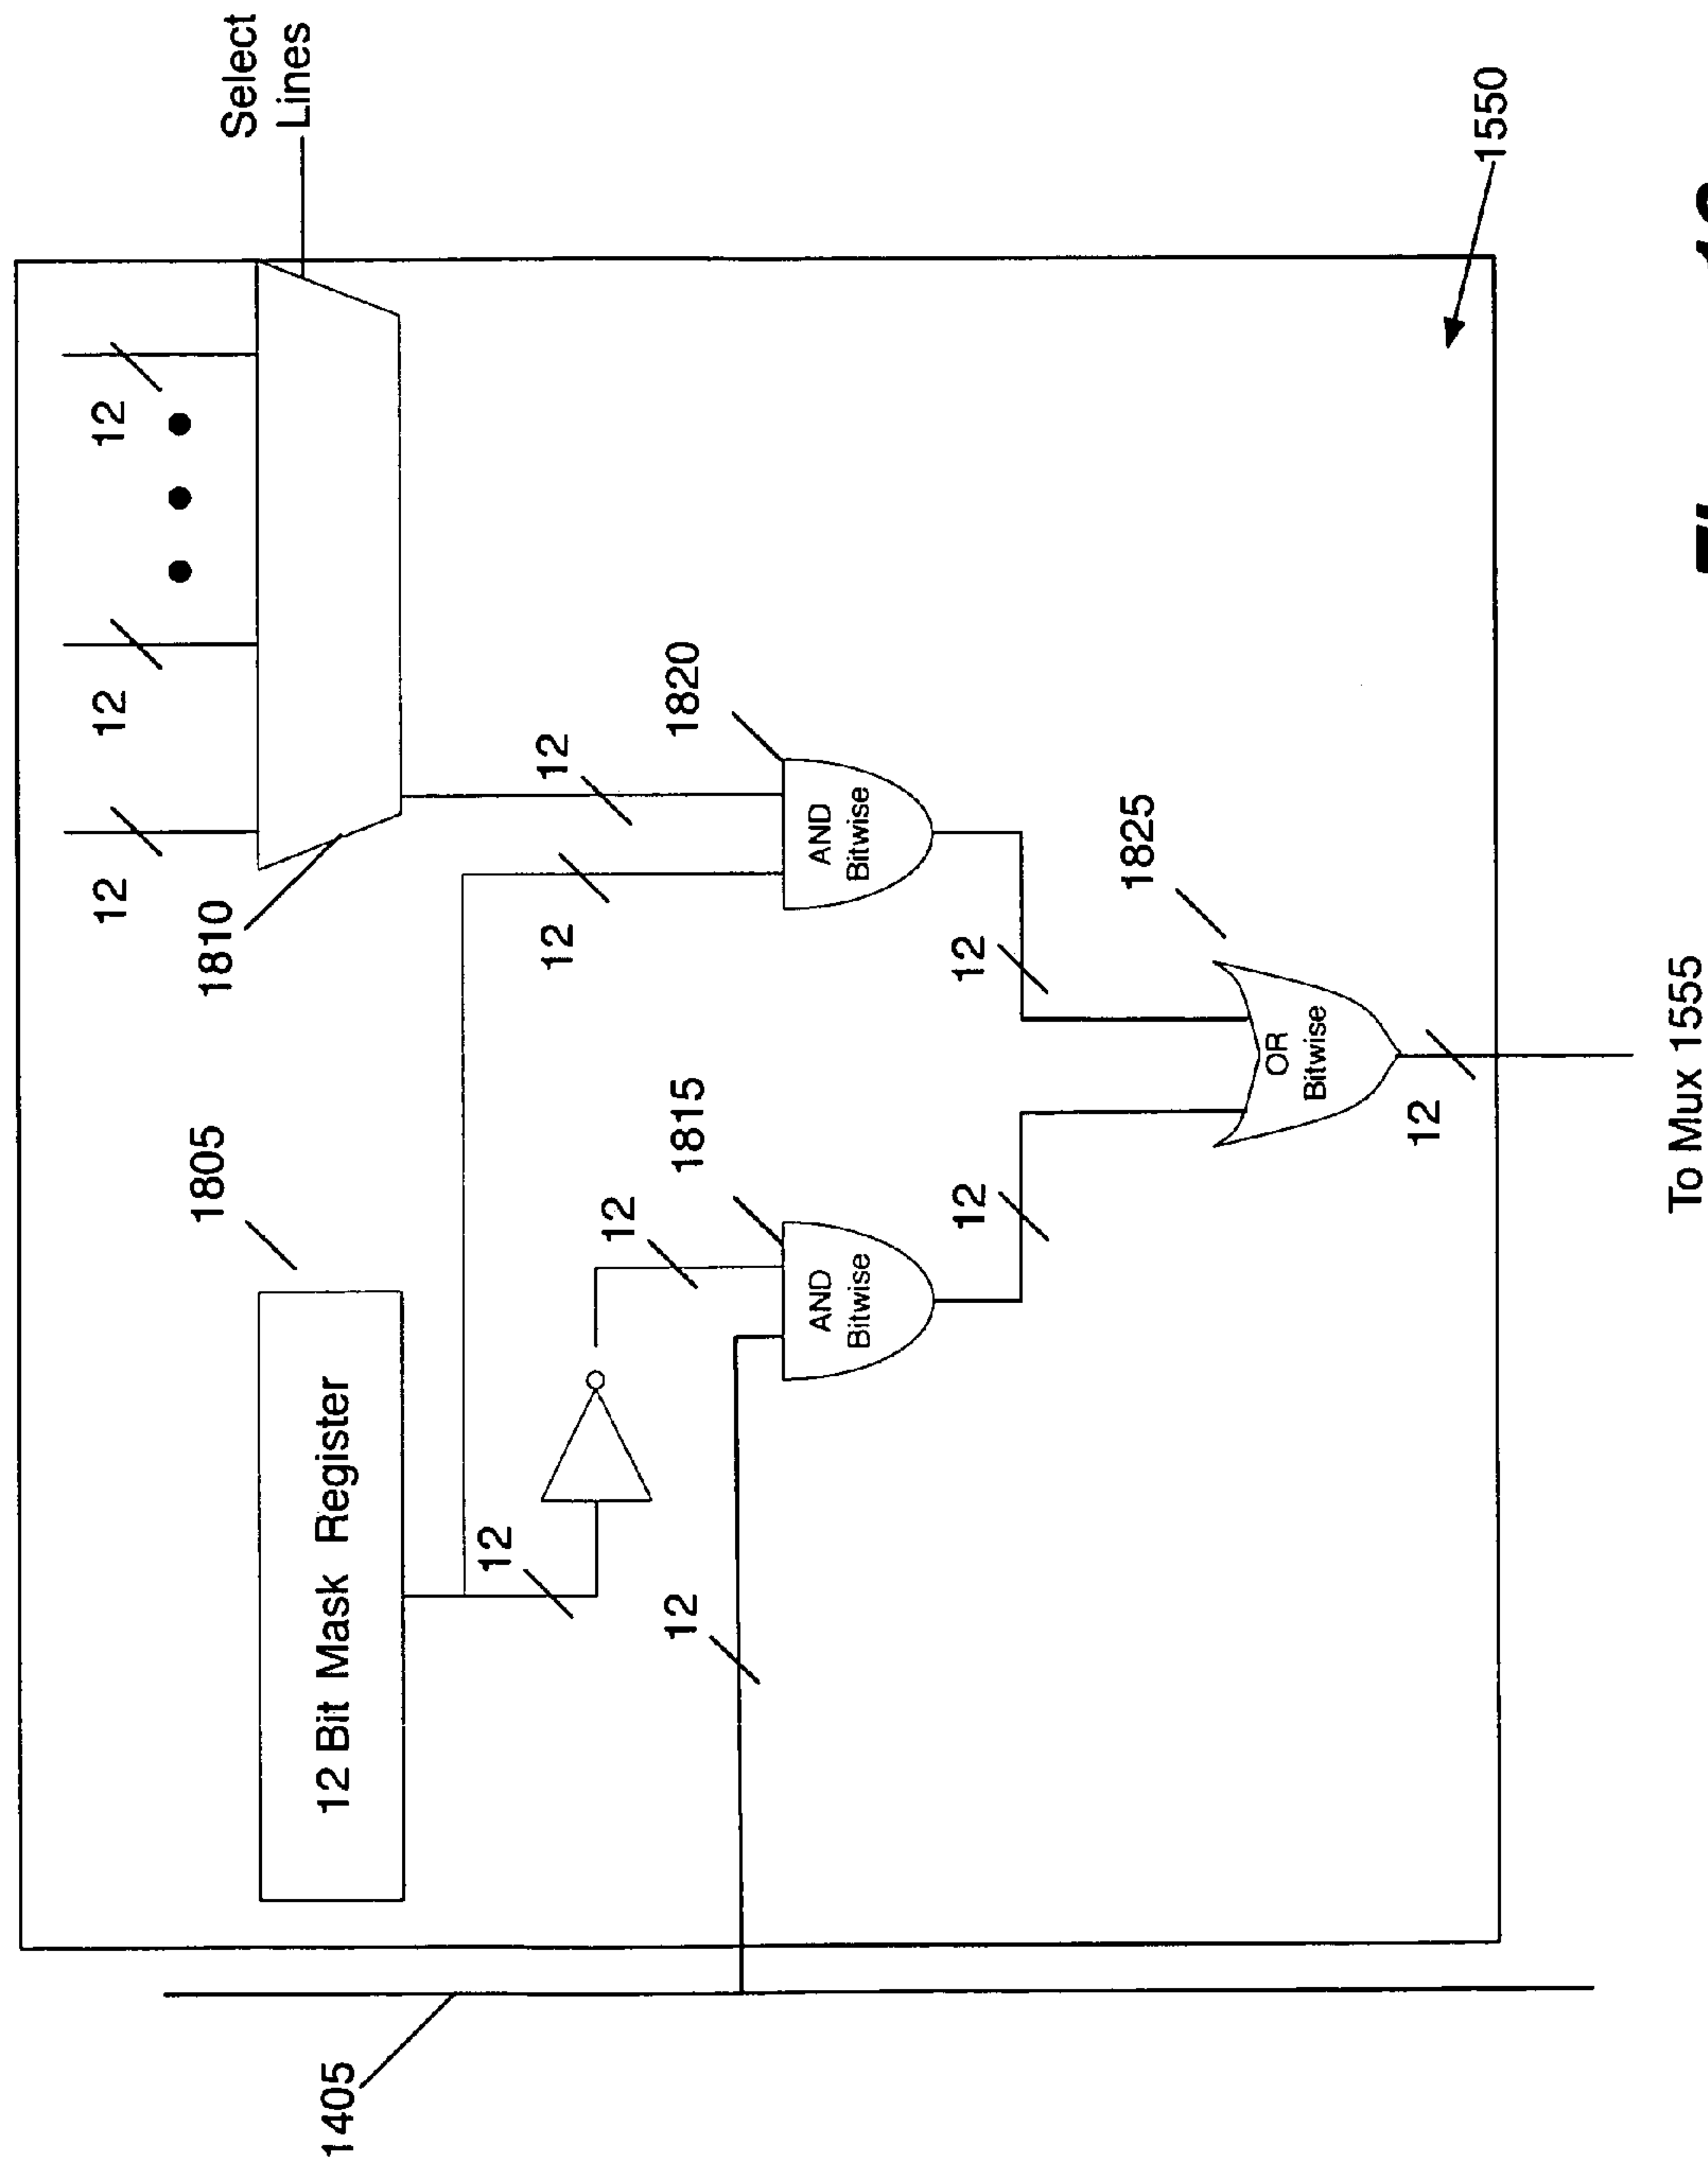 Select
Lines
12
12
12
1810
1805
12 Bit Mask Register
1405
12
12
12
12
12
1820
1815
AND
Bitwise
AND
Bitwise
12
12
1825
OR
Bitwise
12
1550
To Mux 1555